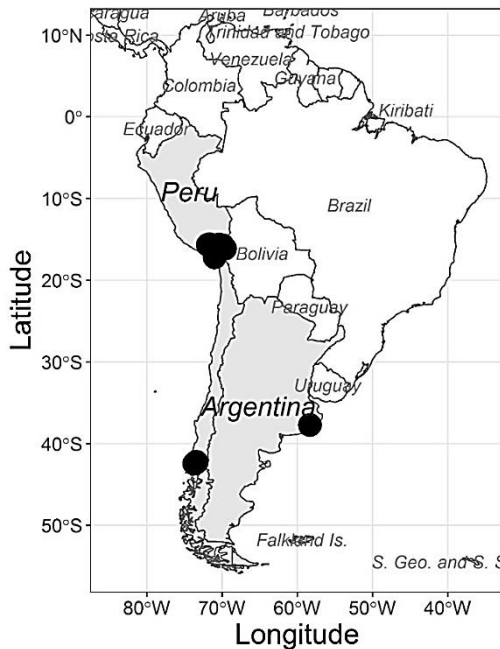 Aruba
Barbados
Trinidad and Tobago
10°N
Venezuela
Guyana
Colombia
Kiribati
0°
Ecuador
Peru
10°S
Brazil
Bolivia
20°S
Paraguay
30°S
Uruguay
Argentina
40°S
50°S
Falkland Is.
S. Geo. and S. S
80°W 70°W 60°W 50°W 40°W
Longitude
Latitude